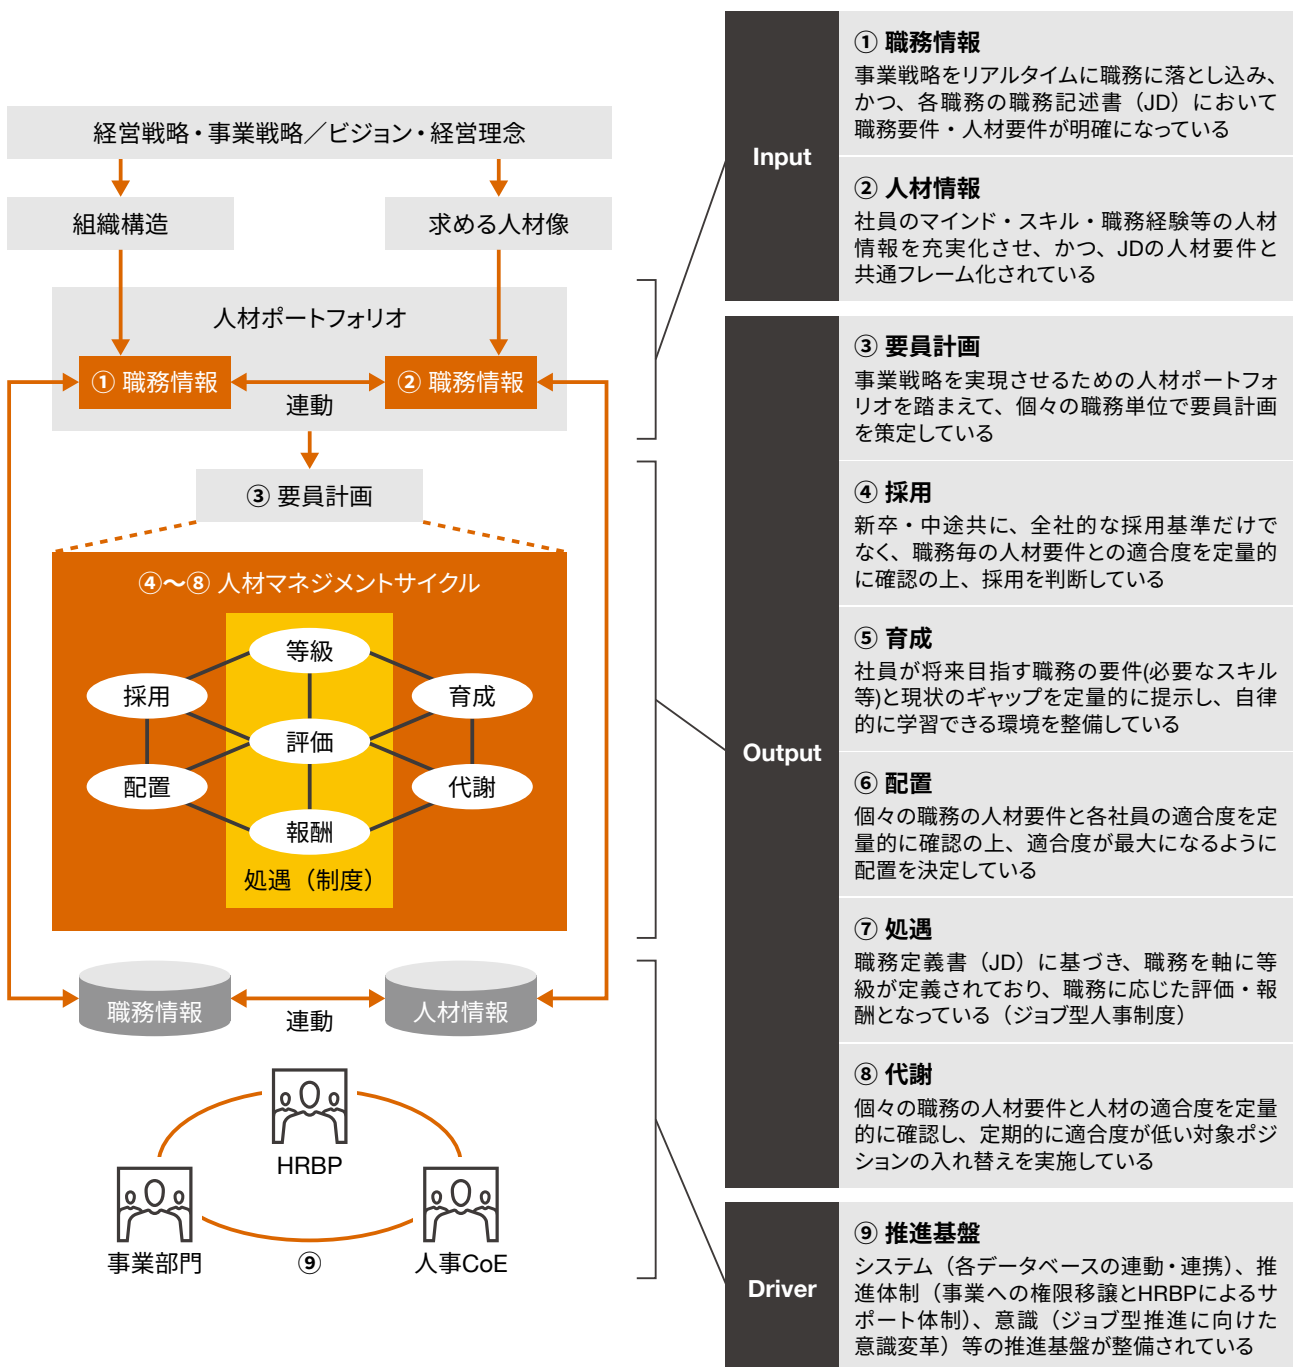 経営戦略・事業戦略／ビジョン・経営理念
組織構造
求める人材像
人材ポートフォリオ
① 職務情報
② 職務情報
連動
③ 要員計画
④〜⑧ 人材マネジメントサイクル
等級
採用
育成
評価
配置
代謝
報酬
処遇（制度）
職務情報
人材情報
連動
HRBP
事業部門
⑨
人事CoE
Input
① 職務情報
事業戦略をリアルタイムに職務に落とし込み、
かつ、各職務の職務記述書（JD）において
職務要件・人材要件が明確になっている
② 人材情報
社員のマインド・スキル・職務経験等の人材
情報を充実化させ、かつ、JDの人材要件と
共通フレーム化されている
Output
③ 要員計画
事業戦略を実現させるための人材ポートフォ
リオを踏まえて、個々の職務単位で要員計画
を策定している
④ 採用
新卒・中途共に、全社的な採用基準だけで
なく、職務毎の人材要件との適合度を定量的
に確認の上、採用を判断している
⑤ 育成
社員が将来目指す職務の要件(必要なスキル
等)と現状のギャップを定量的に提示し、自律
的に学習できる環境を整備している
⑥ 配置
個々の職務の人材要件と各社員の適合度を定
量的に確認の上、適合度が最大になるように
配置を決定している
⑦ 処遇
職務定義書（JD）に基づき、職務を軸に等
級が定義されており、職務に応じた評価・報
酬となっている（ジョブ型人事制度）
⑧ 代謝
個々の職務の人材要件と人材の適合度を定量
的に確認し、定期的に適合度が低い対象ポジ
ションの入れ替えを実施している
Driver
⑨ 推進基盤
システム（各データベースの連動・連携）、推
進体制（事業への権限移譲とHRBPによるサ
ポート体制）、意識（ジョブ型推進に向けた
意識変革）等の推進基盤が整備されている